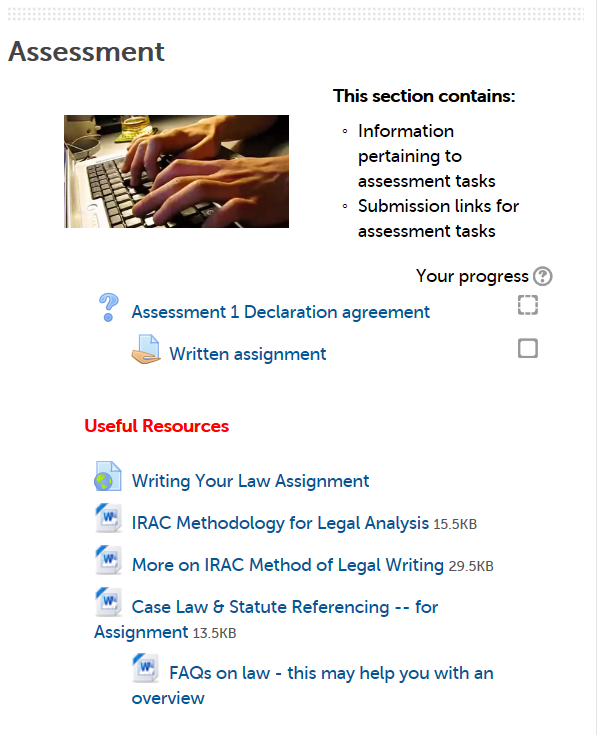 Assessment
This section contains:
◦ Information
pertaining to
assessment tasks
◦ Submission links for
assessment tasks
Your progress ?
Assessment 1 Declaration agreement
Written assignment
Useful Resources
Writing Your Law Assignment
IRAC Methodology for Legal Analysis 15.5KB
More on IRAC Method of Legal Writing 29.5KB
Case Law & Statute Referencing -- for
Assignment 13.5KB
FAQs on law - this may help you with an
overview